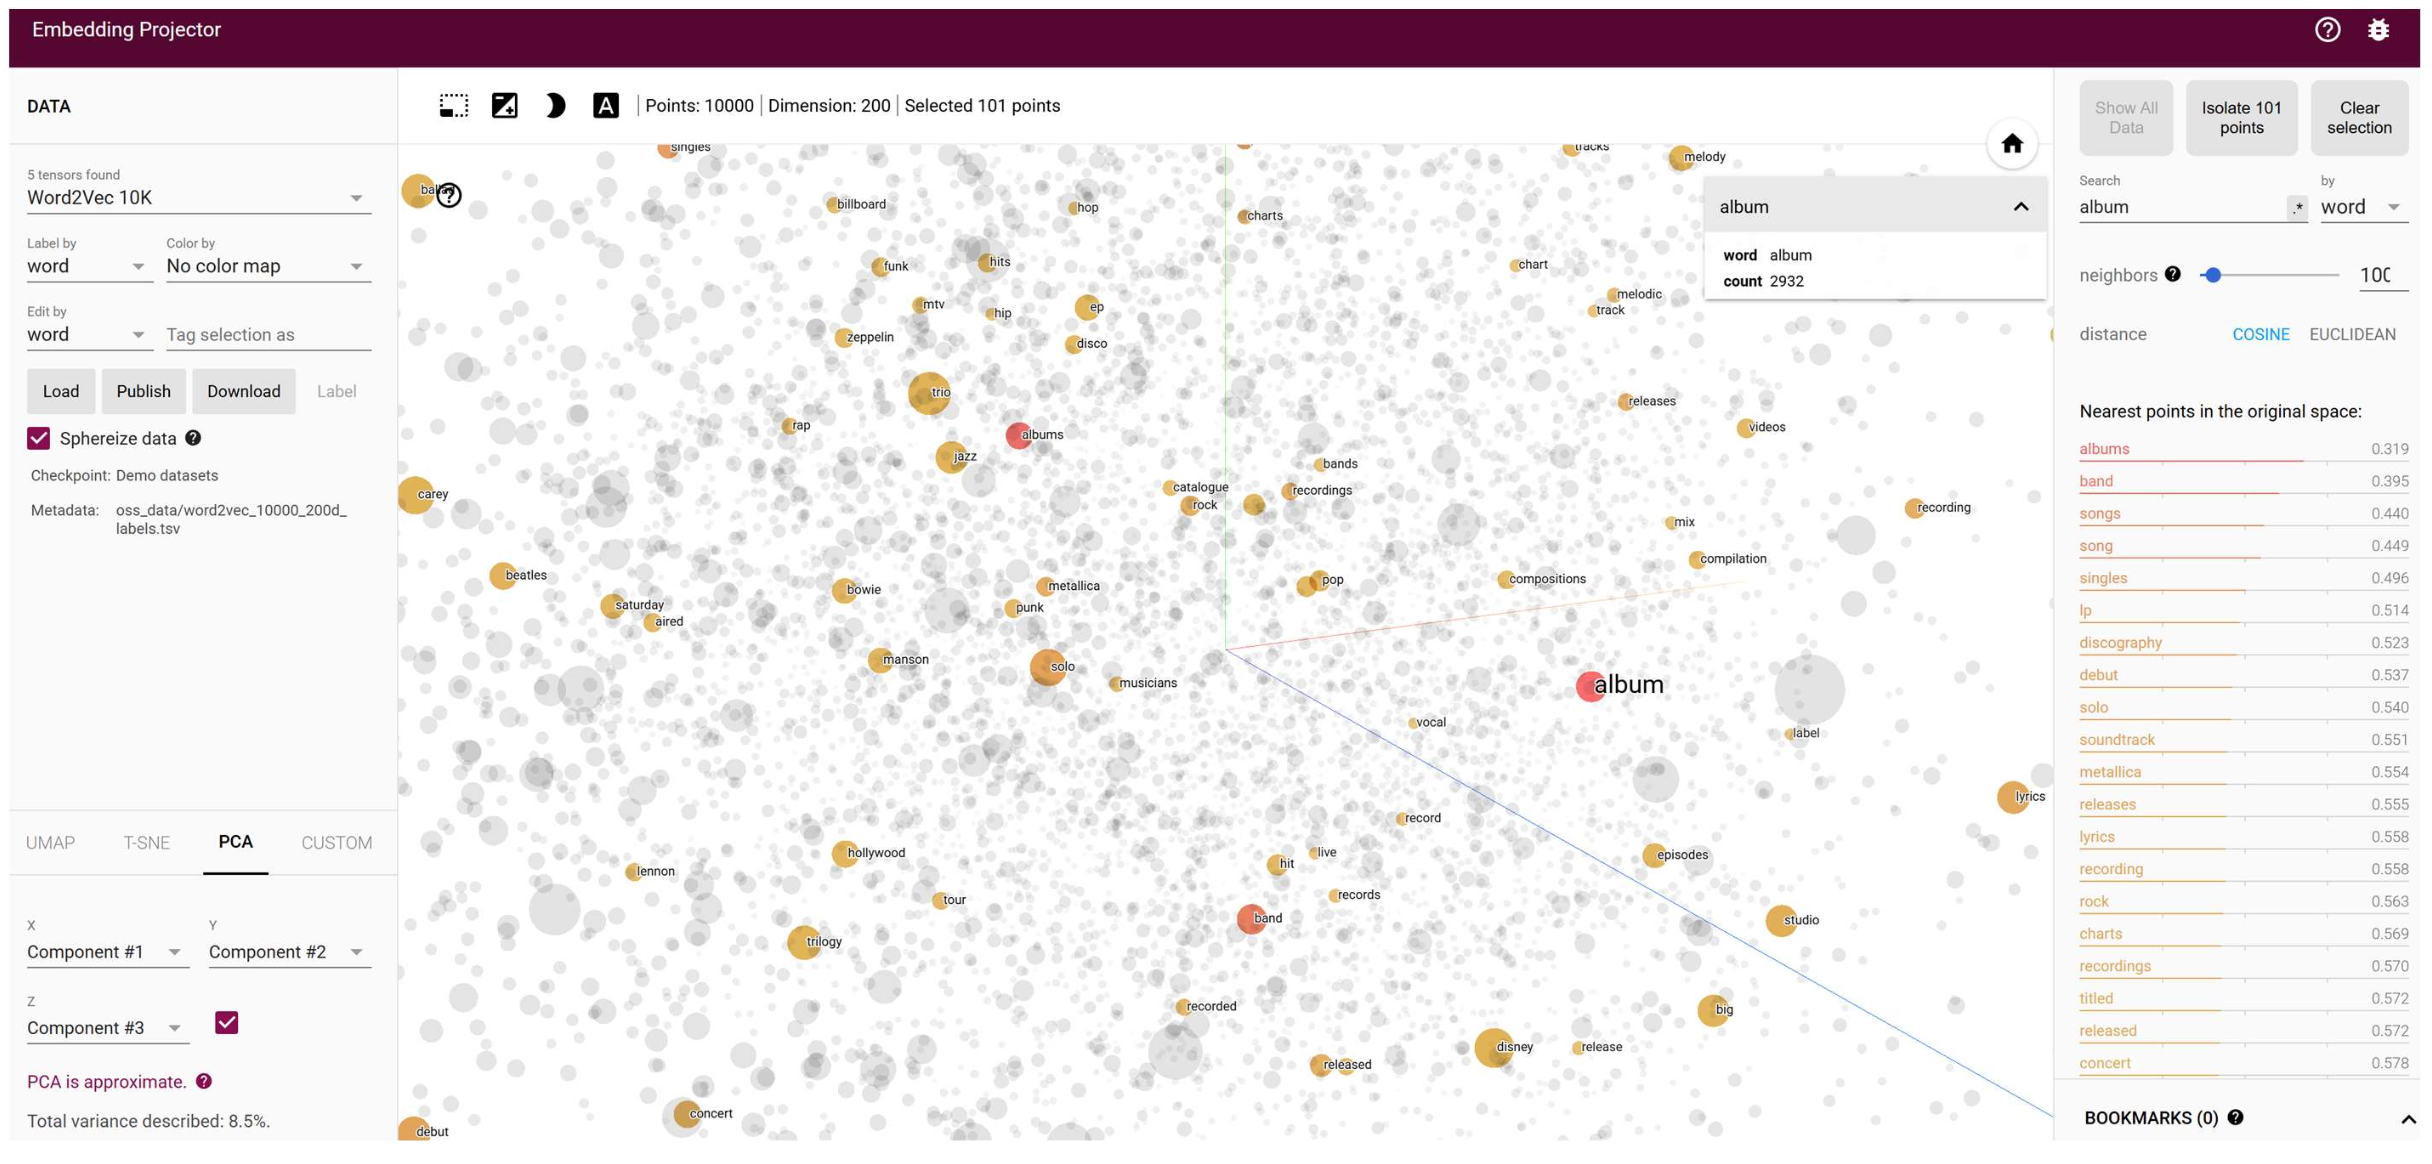 Embedding Projector
DATA
5 tensors found
Word2Vec 10K
Label by
Color by
word
No color map
Edit by
word
Tag selection as
Load
Publish
Download
Label
Sphereize data
Checkpoint: Demo datasets
Metadata: oss_data/word2vec_10000_200d_
labels.tsv
UMAP
T-SNE
PCA
CUSTOM
X
Y
Component #1
Component #2
Z
Component #3
PCA is approximate.
Total variance described: 8.5%.
A
Points: 10000 | Dimension: 200 | Selected 101 points
singles
tracks
melody
billboard
hop
charts
funk
hits
chart
mtv
hip
ep
melodic
track
zeppelin
disco
trio
releases
rap
albums
videos
jazz
bands
carey
catalogue
recordings
rock
recording
mix
compilation
beatles
bowie
metallica
pop
compositions
saturday
punk
aired
manson
solo
musicians
album
vocal
label
lyrics
record
hollywood
live
episodes
lennon
hit
tour
records
band
studio
trilogy
recorded
big
disney
release
released
concert
debut
album
word album
count 2932
Show All
Data
Isolate 101
points
Clear
selection
Search
by
album
.*
word
neighbors
100
distance
COSINE
EUCLIDEAN
Nearest points in the original space:
albums 0.319
band 0.395
songs 0.440
song 0.449
singles 0.496
lp 0.514
discography 0.523
debut 0.537
solo 0.540
soundtrack 0.551
metallica 0.554
releases 0.555
lyrics 0.558
recording 0.558
rock 0.563
charts 0.569
recordings 0.570
titled 0.572
released 0.572
concert 0.578
BOOKMARKS (0)